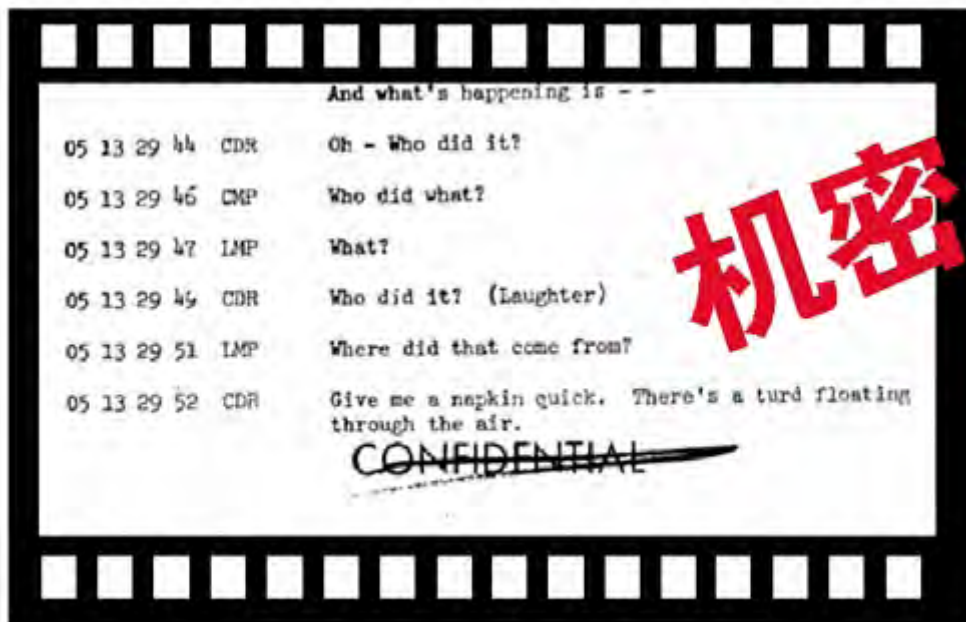 And what's happening is - -
05 13 29 44 CDR Oh - Who did it?
05 13 29 46 CMP Who did what?
05 13 29 47 LMP What?
05 13 29 49 CDR Who did it? (Laughter)
05 13 29 51 LMP Where did that come from?
05 13 29 52 CDR Give me a napkin quick. There's a turd floating
through the air.
CONFIDENTIAL
机密